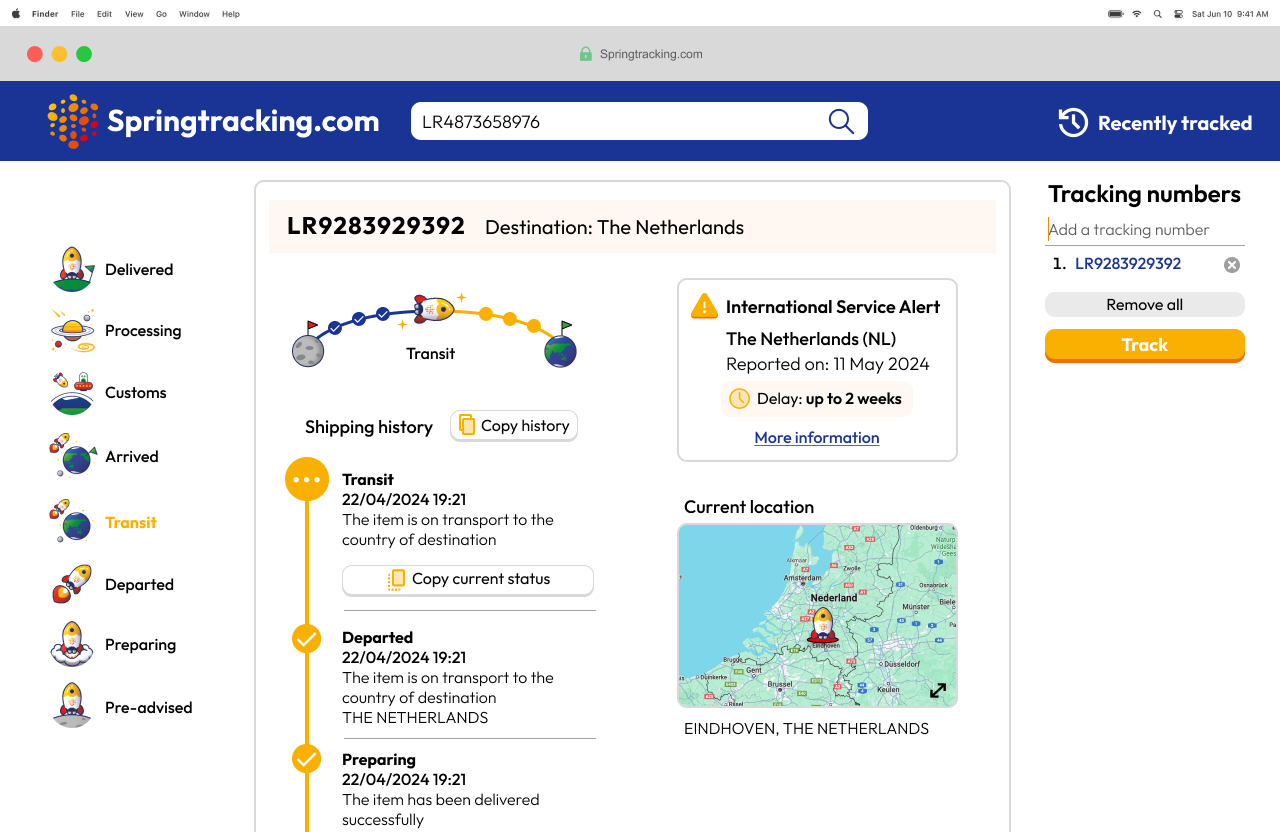 Finder File Edit View Go Window Help
Sat Jun 10 9:41 AM
Springtracking.com
Springtracking.com
LR4873658976
Recently tracked
Delivered
Processing
Customs
Arrived
Transit
Departed
Preparing
Pre-advised
LR9283929392 Destination: The Netherlands
Transit
Shipping history
Copy history
Transit
22/04/2024 19:21
The item is on transport to the
country of destination
Copy current status
Departed
22/04/2024 19:21
The item is on transport to the
country of destination
THE NETHERLANDS
Preparing
22/04/2024 19:21
The item has been delivered
successfully
International Service Alert
The Netherlands (NL)
Reported on: 11 May 2024
Delay: up to 2 weeks
More information
Current location
Oldenburg
Alkmaar
Zwolle
Amsterdam
Osnabrück
Nederland
Münster
Eindhoven
Brugge
Gent
Duinkerke
Düsseldorf
Brussel
Keulen
EINDHOVEN, THE NETHERLANDS
Tracking numbers
Add a tracking number
1. LR9283929392
Remove all
Track